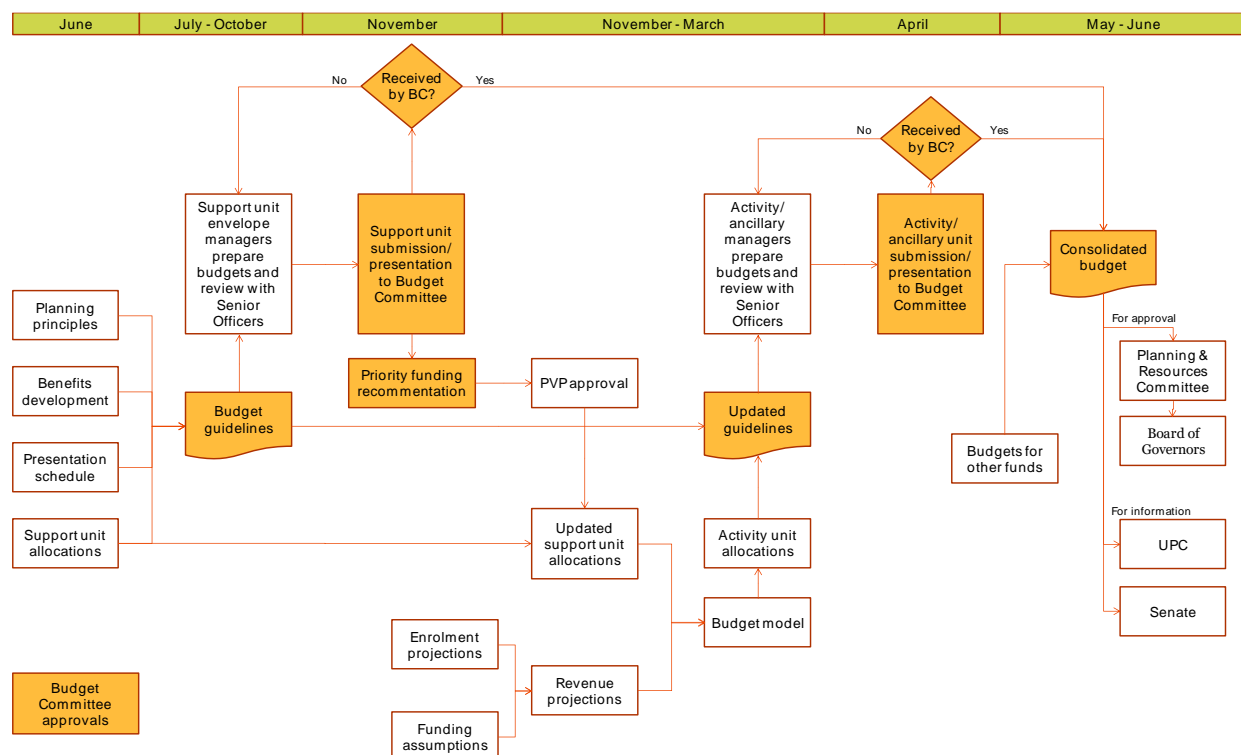 June
July - October
November
November - March
April
May - June
No
Received
by BC?
Yes
No
Received
by BC?
Yes
Support unit
envelope
managers
prepare
budgets and
review with
Senior
Officers
Support unit
submission/
presentation
to Budget
Committee
Activity/
ancillary
managers
prepare
budgets and
review with
Senior
Officers
Activity/
ancillary unit
submission/
presentation
to Budget
Committee
Consolidated
budget
Planning
principles
Benefits
development
Presentation
schedule
Support unit
allocations
Budget
guidelines
Priority funding
recommentation
PVP approval
Updated
guidelines
Budgets for
other funds
For approval
Planning &
Resources
Committee
Board of
Governors
For information
UPC
Senate
Updated
support unit
allocations
Activity unit
allocations
Budget model
Enrolment
projections
Revenue
projections
Funding
assumptions
Budget
Committee
approvals